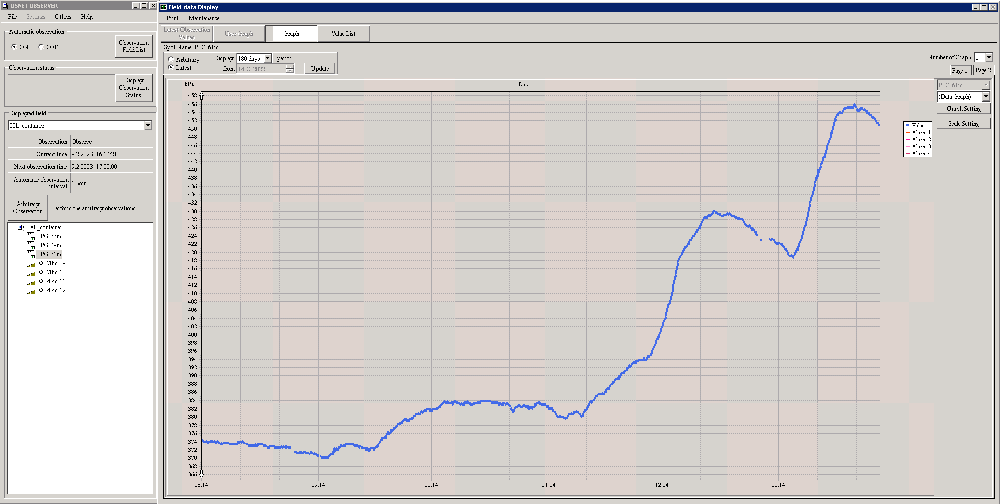 OSNET OBSERVER
File Settings Others Help
Automatic observation
ON OFF
Observation
Field List
Observation status
Display
Observation
Status
Displayed field
08L_container
Observation: Observe
Current time: 9.2.2023. 16:14:21
Next observation time: 9.2.2023. 17:00:00
Automatic observation
interval: 1 hour
Arbitrary
Observation
: Perform the arbitrary observations
08L_container
PPG-36m
PPG-49m
PPG-61m
EX-70m-09
EX-70m-10
EX-45m-11
EX-45m-12
Field data Display
Print Maintenance
Latest Observation
Values
User Graph
Graph
Value List
Spot Name :PPG-61m
Arbitrary
Latest
Display 180 days period
from 14. 8 .2022.
Update
Number of Graph: 1
Page 1 Page 2
kPa
Data
458
456
454
452
450
448
446
444
442
440
438
436
434
432
430
428
426
424
422
420
418
416
414
412
410
408
406
404
402
400
398
396
394
392
390
388
386
384
382
380
378
376
374
372
370
368
366
08.14 09.14 10.14 11.14 12.14 01.14
Value
Alarm 1
Alarm 2
Alarm 3
Alarm 4
PPG-61m
(Data Graph)
Graph Setting
Scale Setting